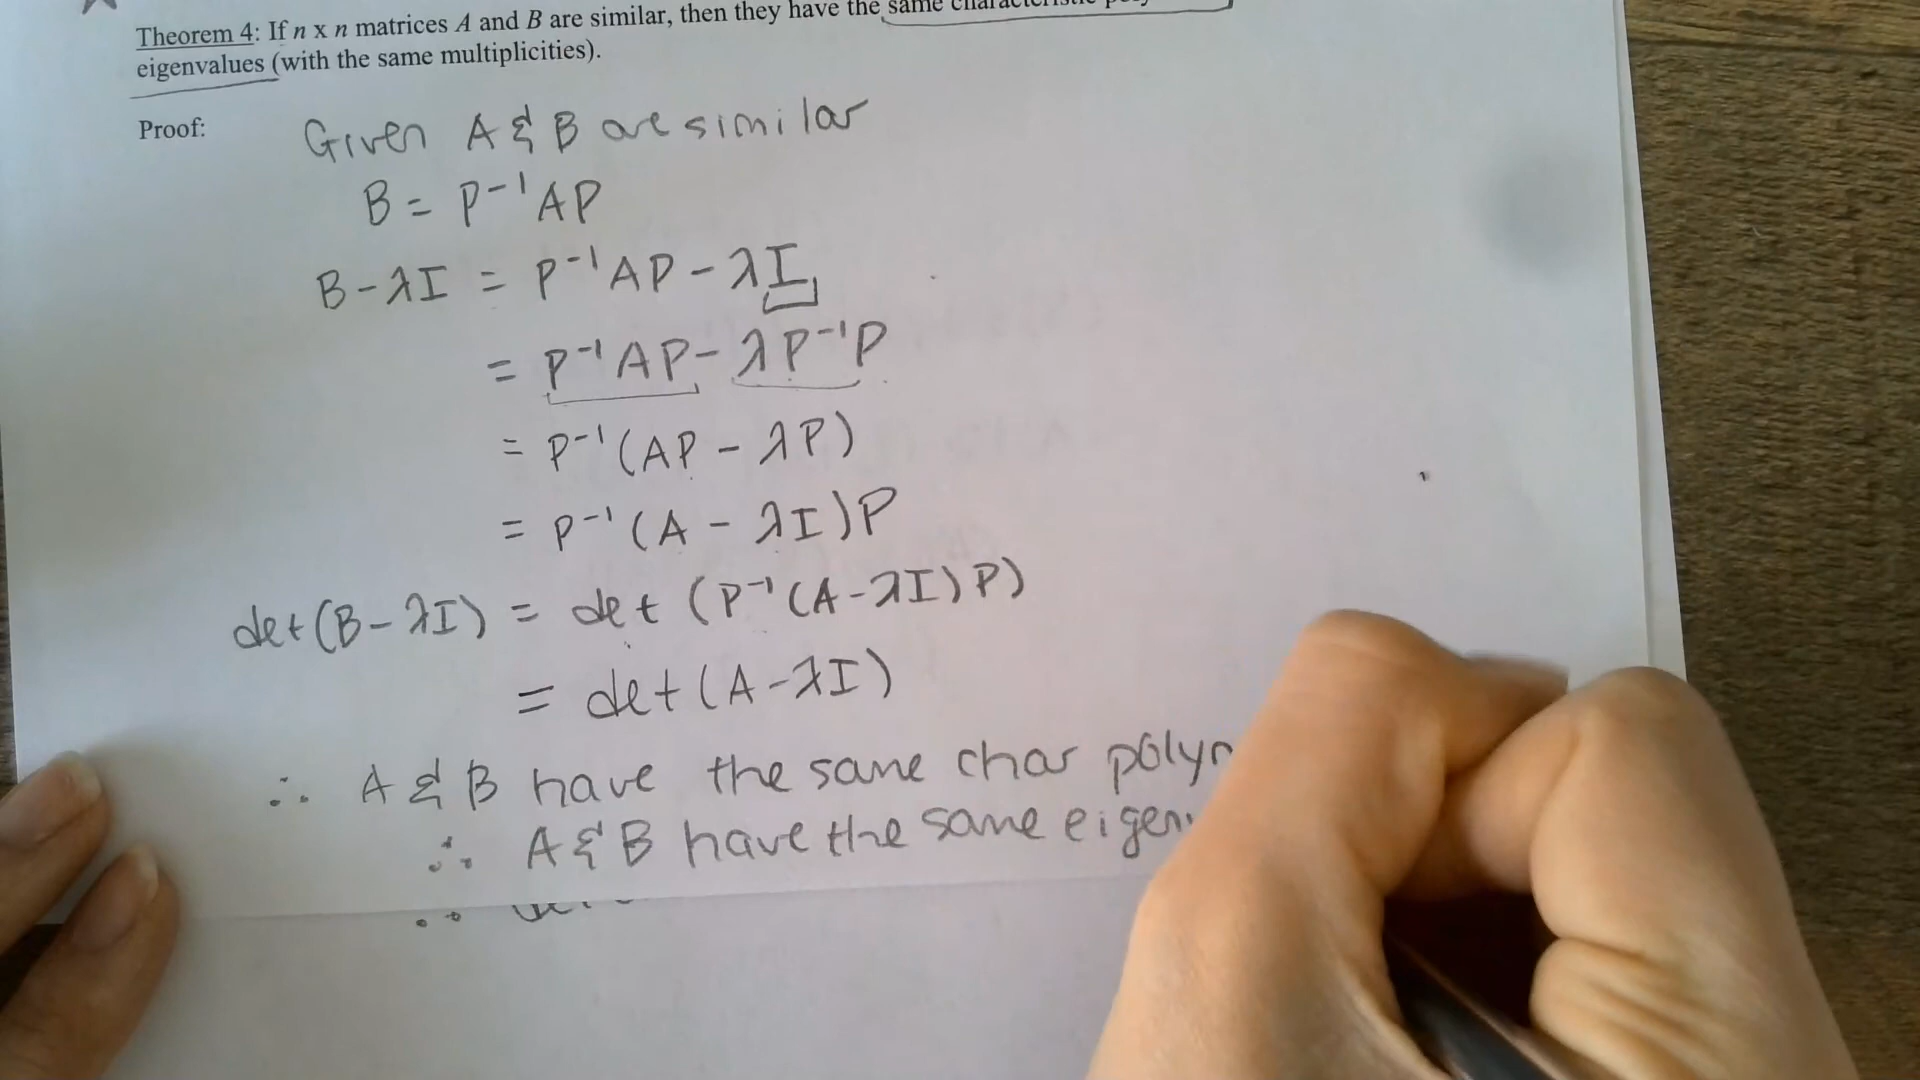 Theorem 4: If n x n matrices A and B are similar, then they have the same characteristic
eigenvalues (with the same multiplicities).
Proof: Given A & B are similar
B = P⁻¹AP
B - λI = P⁻¹AP - λI
= P⁻¹AP - λP⁻¹P
= P⁻¹(AP - λP)
= P⁻¹(A - λI)P
det(B - λI) = det (P⁻¹(A - λI)P)
= det(A - λI)
∴ A & B have the same char polyn
∴ A & B have the same eigen